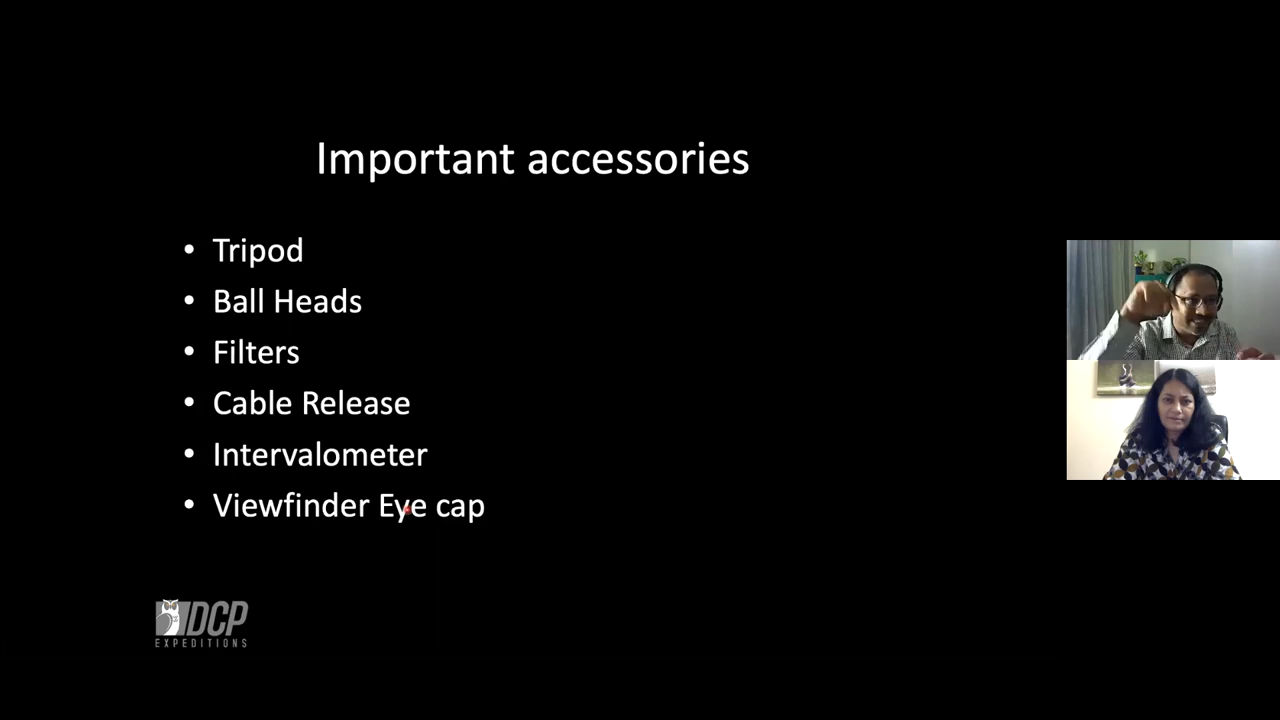 Important accessories
• Tripod
• Ball Heads
• Filters
• Cable Release
• Intervalometer
• Viewfinder Eye cap
DCP
EXPEDITIONS